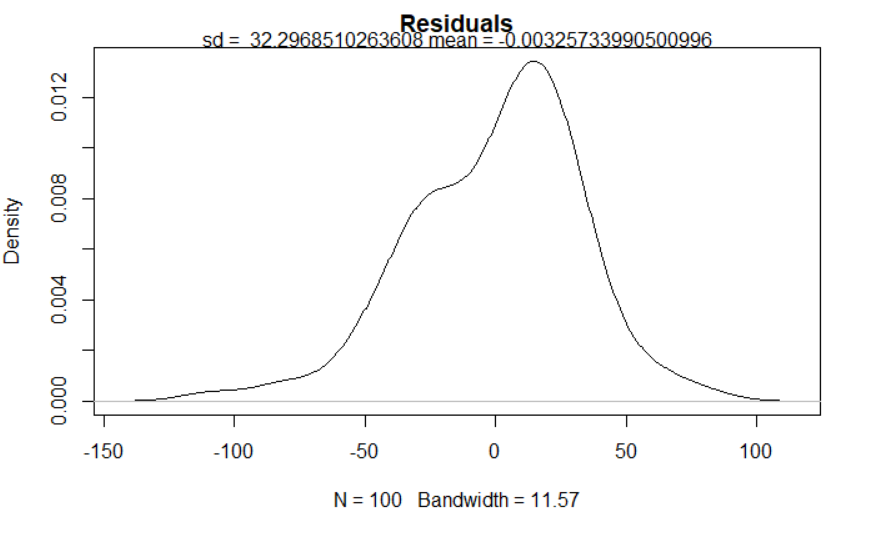 Residuals
sd =  32.2968510263608 mean = -0.00325733990500996
Density
0.012
0.008
0.004
0.000
-150 -100 -50 0 50 100
N = 100   Bandwidth = 11.57